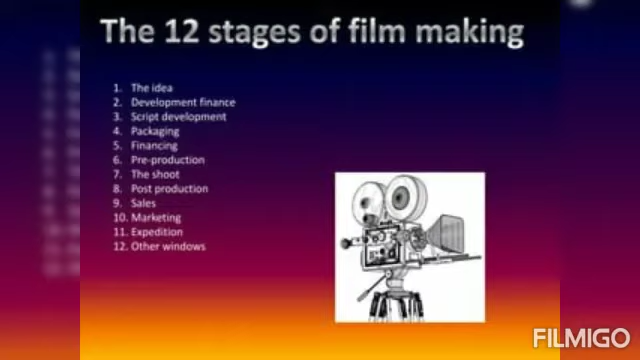 The 12 stages of film making
1. The idea
2. Development finance
3. Script development
4. Packaging
5. Financing
6. Pre-production
7. The shoot
8. Post production
9. Sales
10. Marketing
11. Expedition
12. Other windows
FILMIGO